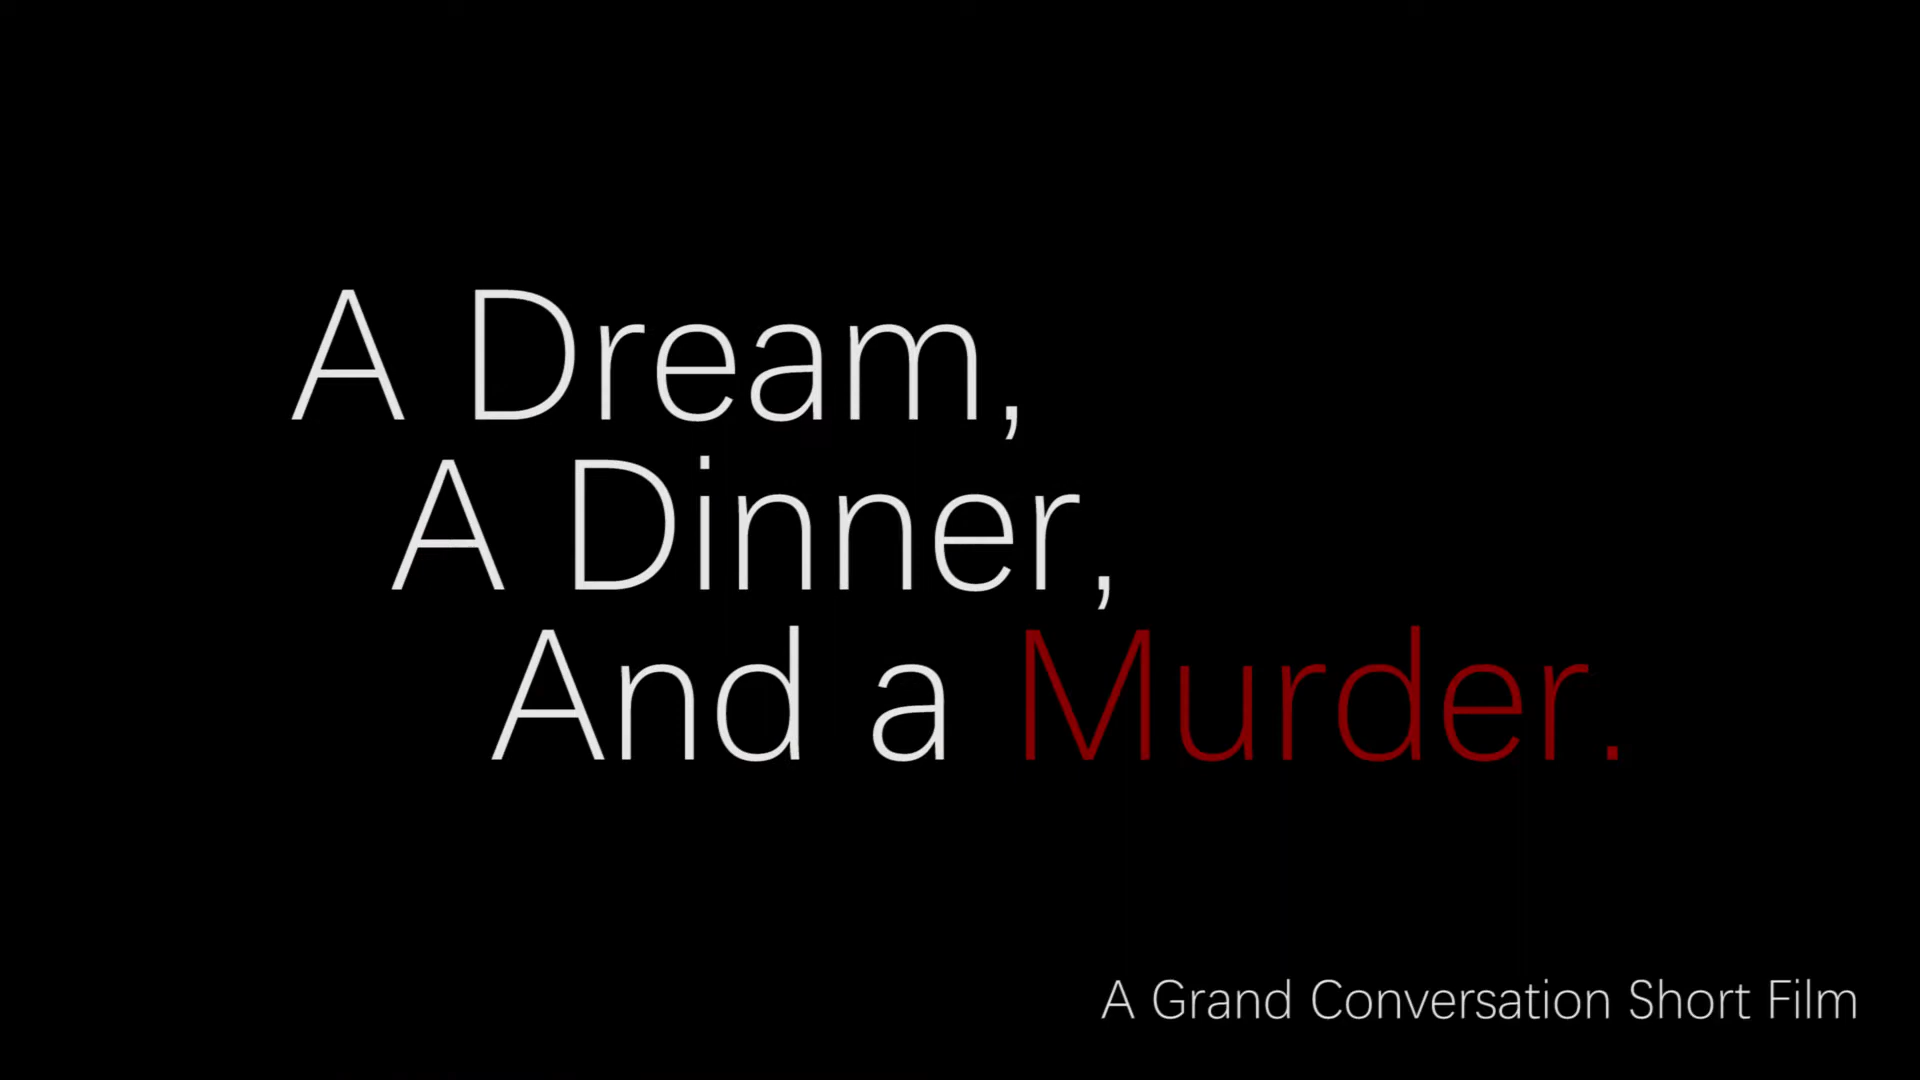 A Dream,
A Dinner,
And a Murder.
A Grand Conversation Short Film